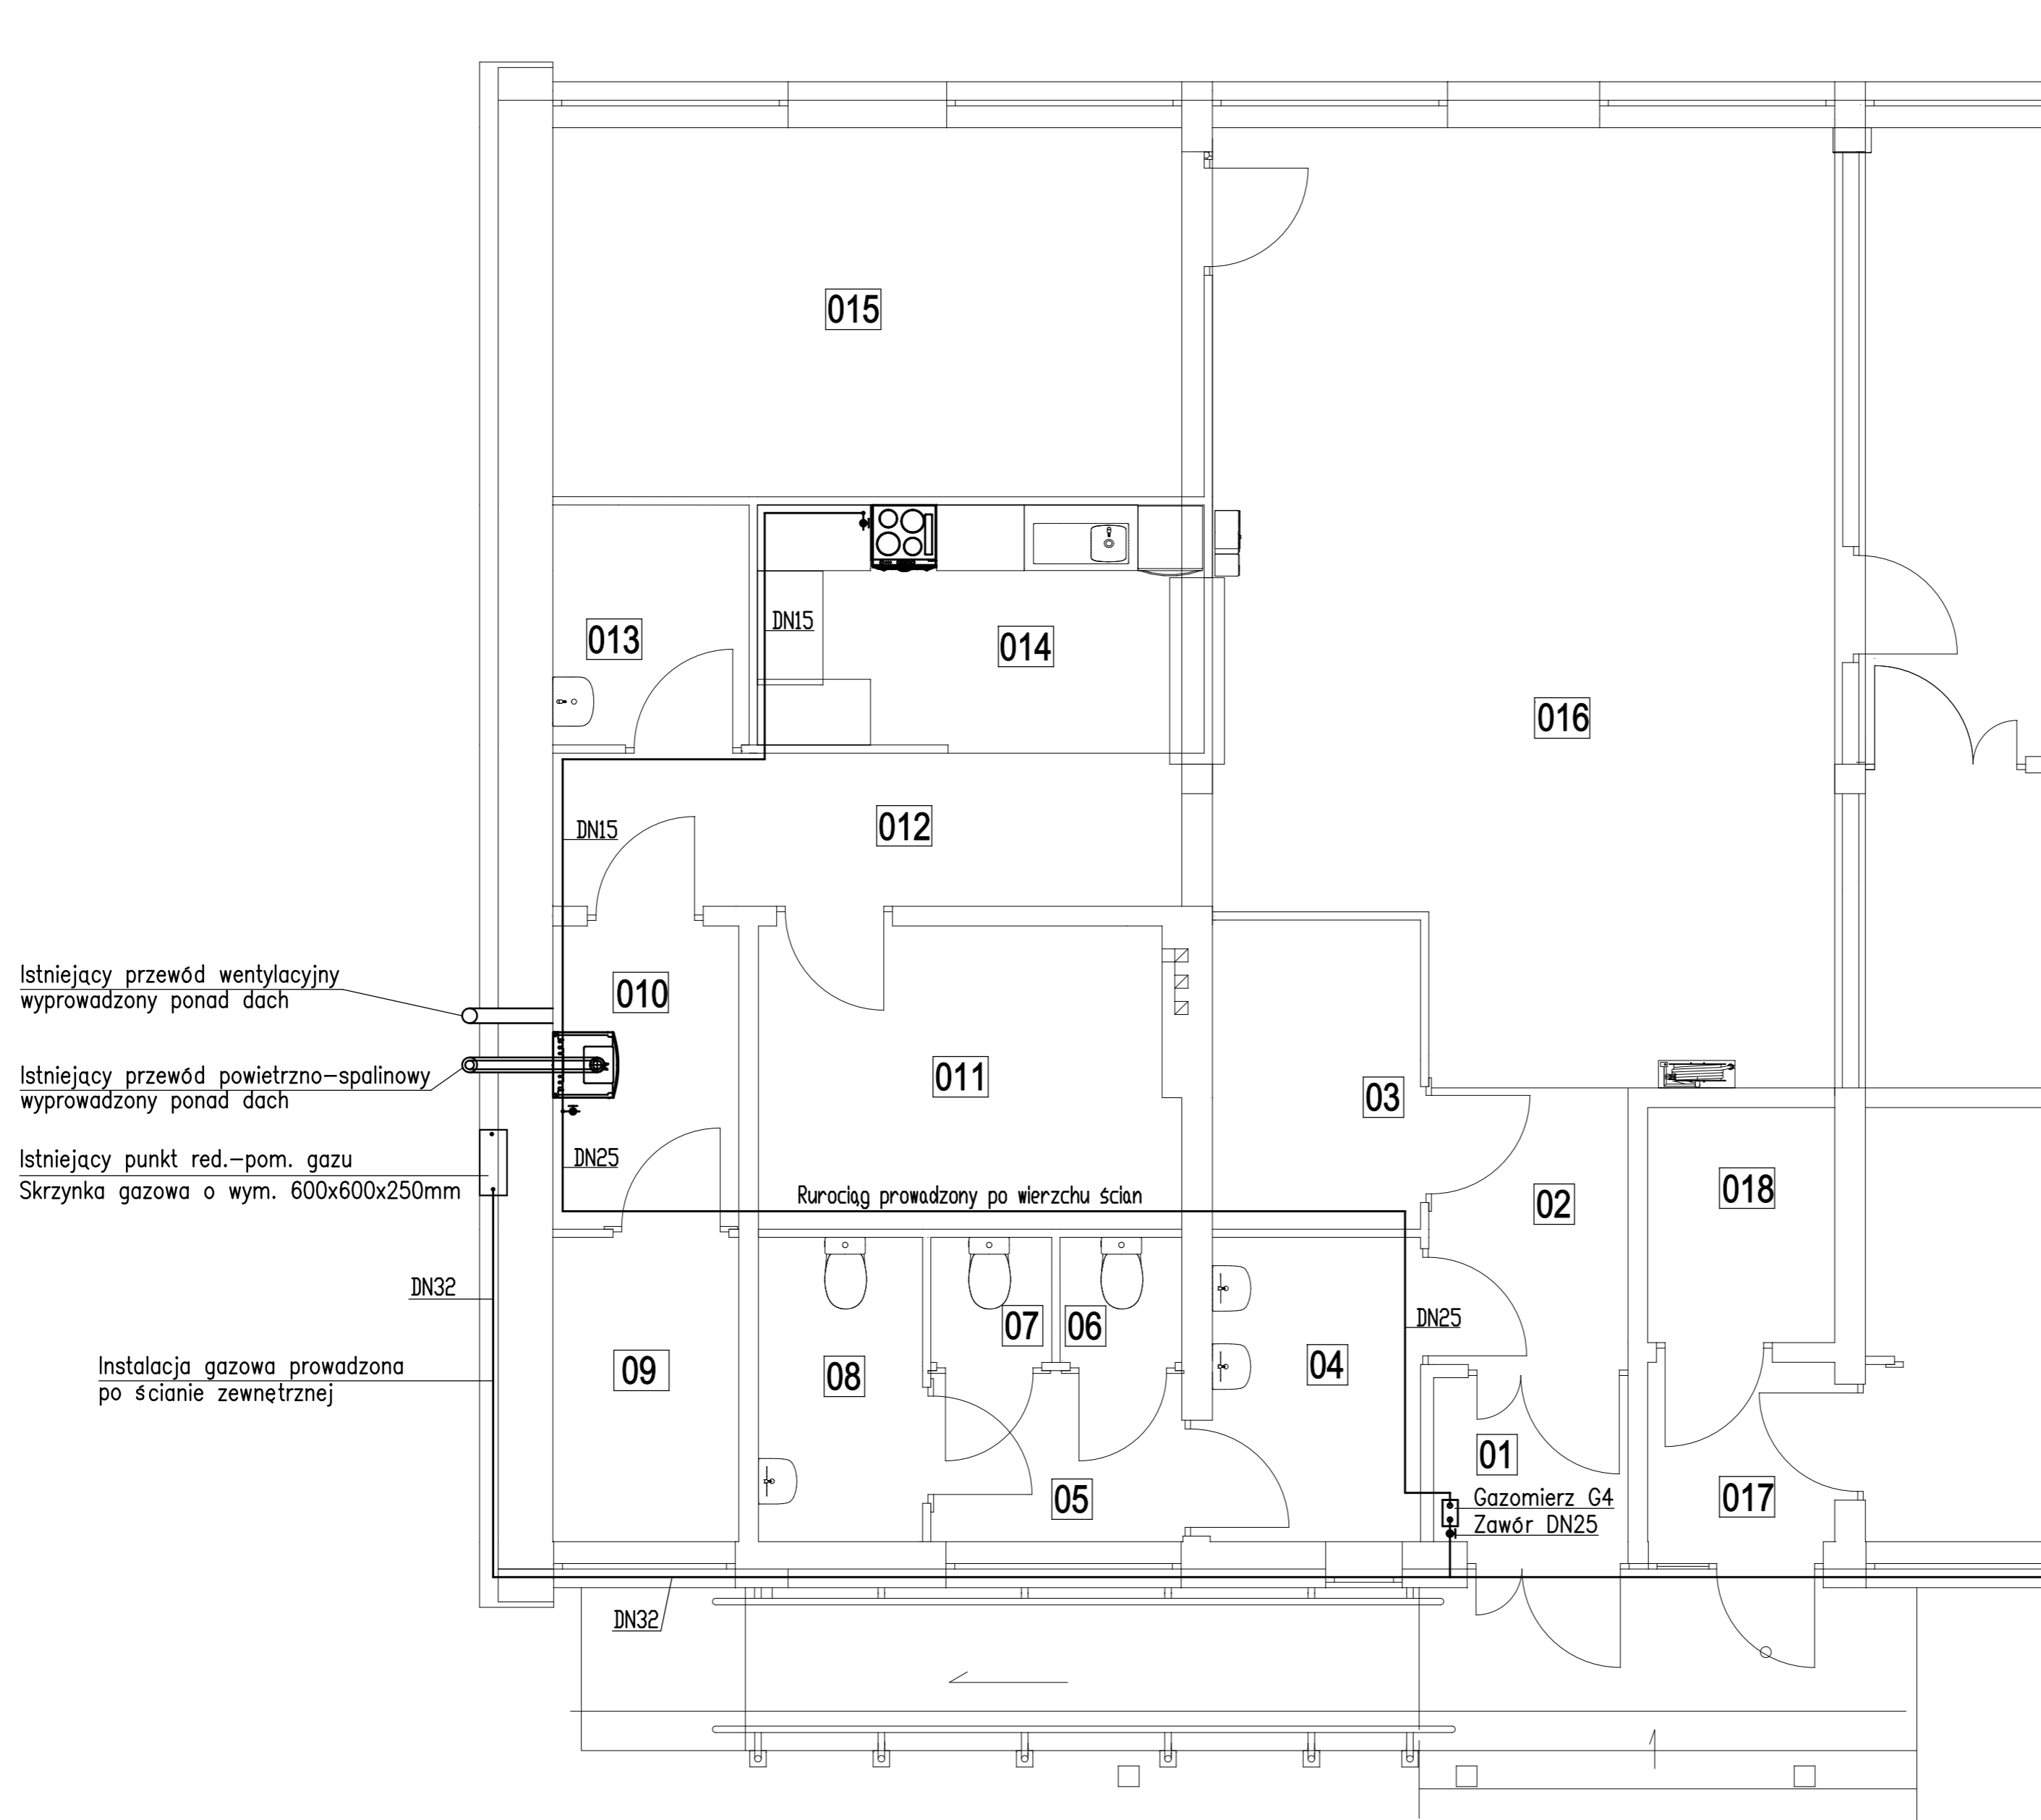 015
DN15
013
014
016
DN15
012
Istniejący przewód wentylacyjny
wyprowadzony ponad dach
010
Istniejący przewód powietrzno-spalinowy
wyprowadzony ponad dach
011
03
Istniejący punkt red.-pom. gazu
Skrzynka gazowa o wym. 600x600x250mm
DN25
Rurociąg prowadzony po wierzchu ścian
02
018
DN32
07
06
DN25
Instalacja gazowa prowadzona
po ścianie zewnętrznej
09
08
04
01
05
Gazomierz G4
Zawór DN25
017
DN32